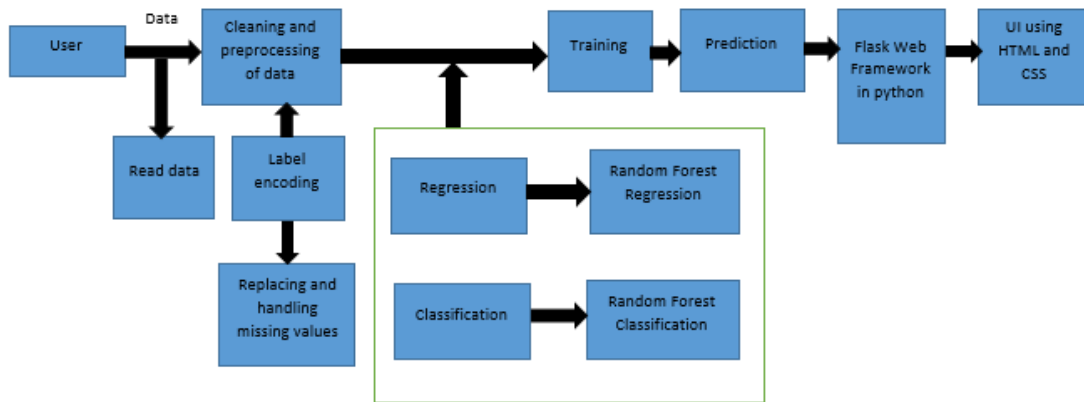 Data
User
Cleaning and
preprocessing
of data
Training
Prediction
Flask Web
Framework
in python
UI using
HTML and
CSS
Read data
Label
encoding
Regression
Random Forest
Regression
Replacing and
handling
missing values
Classification
Random Forest
Classification